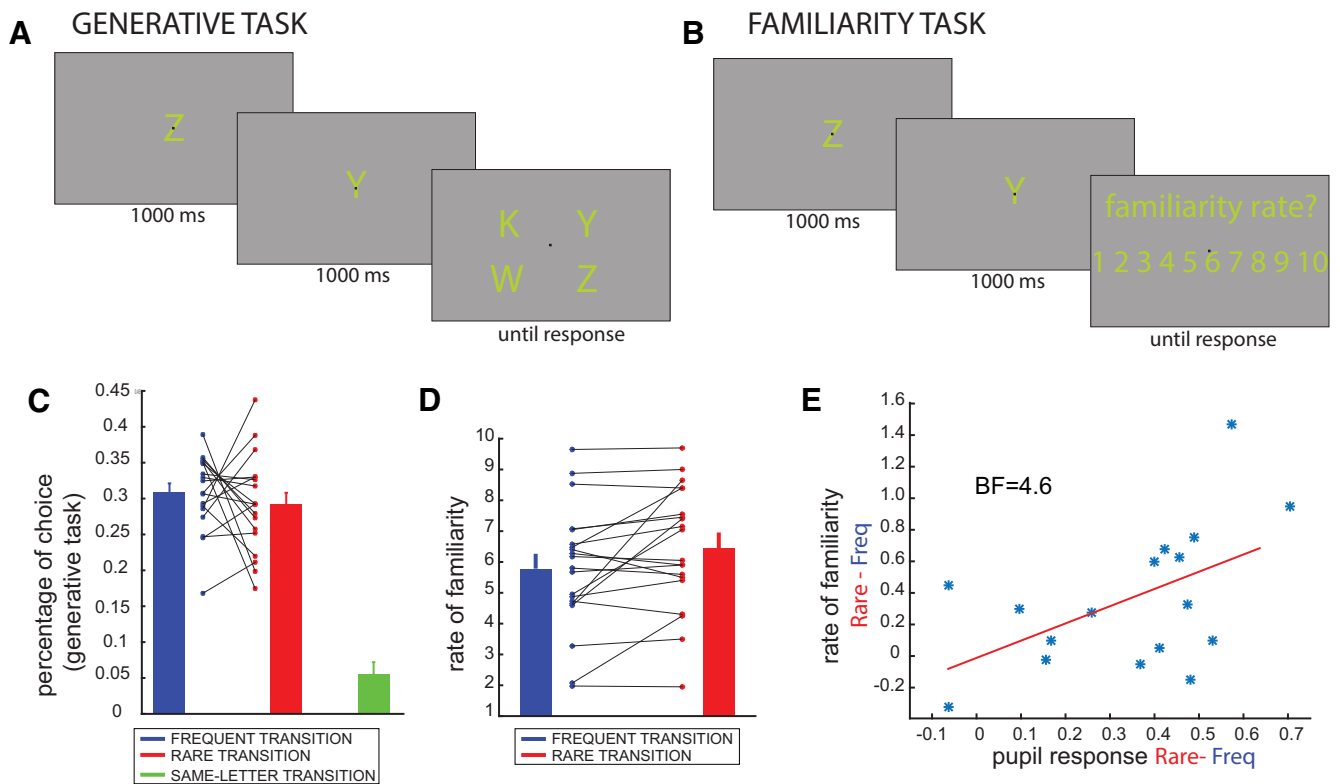 A GENERATIVE TASK
Z
1000 ms
Y
1000 ms
K Y
W Z
until response
B FAMILIARITY TASK
Z
1000 ms
Y
1000 ms
familiarity rate?
1 2 3 4 5 6 7 8 9 10
until response
C
percentage of choice
(generative task)
0.45
0.4
0.35
0.3
0.25
0.2
0.15
0.1
0.05
0
FREQUENT TRANSITION
RARE TRANSITION
SAME-LETTER TRANSITION
D
rate of familiarity
10
9
8
7
6
5
4
3
2
1
FREQUENT TRANSITION
RARE TRANSITION
E
rate of familiarity
Rare - Freq
1.6
1.4
1.2
1.0
0.8
0.6
0.4
0.2
0
-0.2
BF=4.6
-0.1 0 0.1 0.2 0.3 0.4 0.5 0.6 0.7
pupil response Rare- Freq